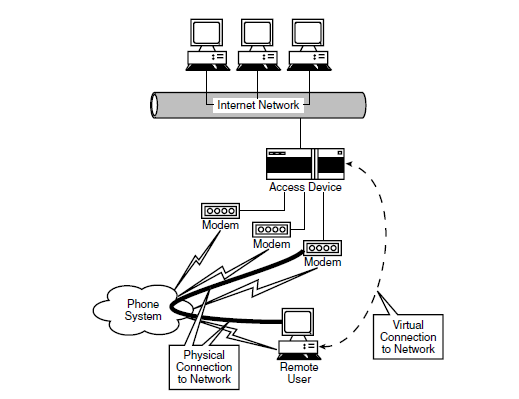 Internet Network
Access Device
Modem
Modem
Modem
Phone
System
Virtual
Connection
to Network
Physical
Connection
to Network
Remote
User